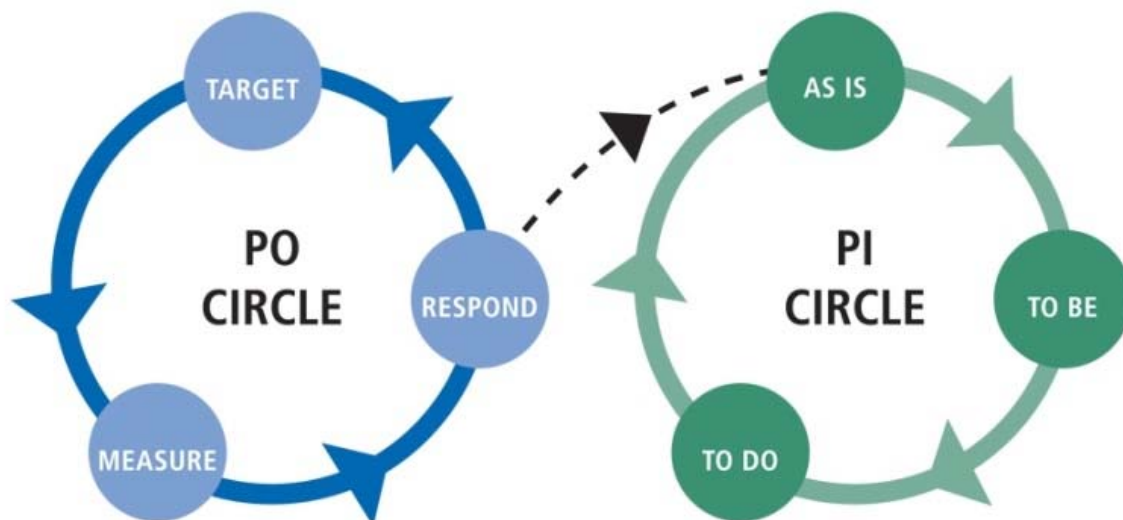 TARGET
PO
CIRCLE
RESPOND
MEASURE
AS IS
PI
CIRCLE
TO BE
TO DO